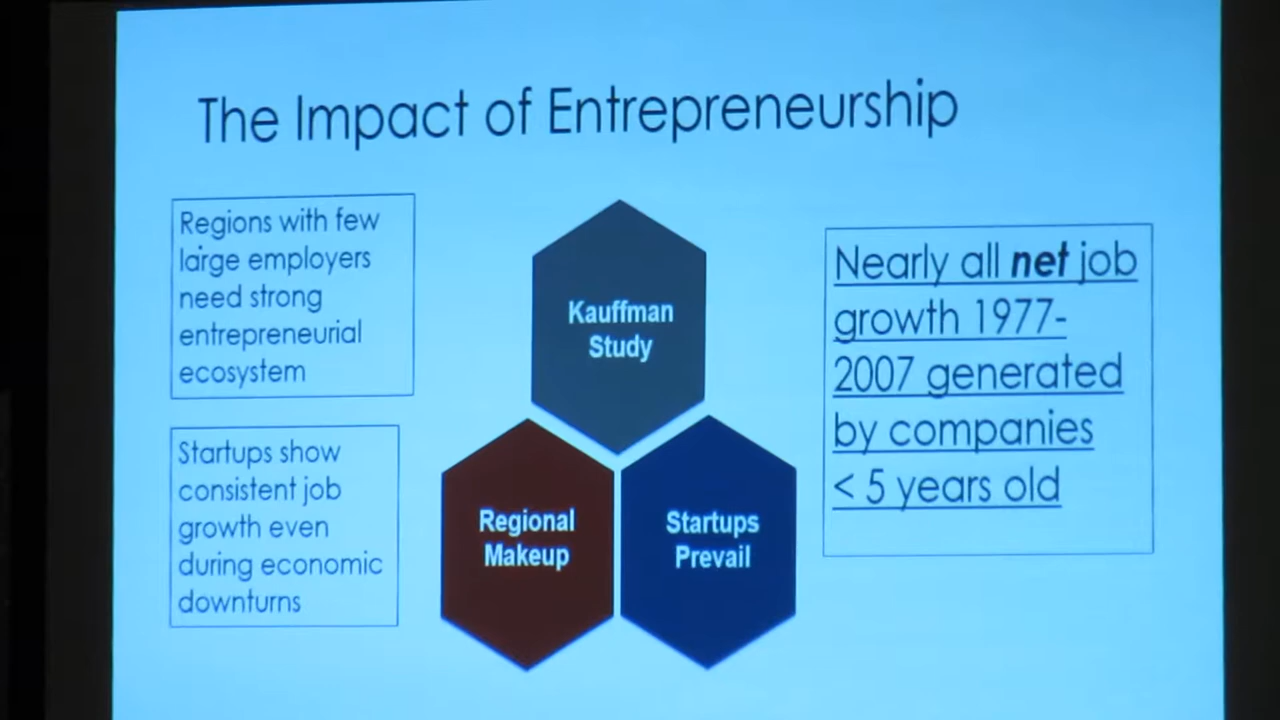 The Impact of Entrepreneurship
Regions with few
large employers
need strong
entrepreneurial
ecosystem
Startups show
consistent job
growth even
during economic
downturns
Kauffman
Study
Regional
Makeup
Startups
Prevail
Nearly all net job
growth 1977-
2007 generated
by companies
< 5 years old